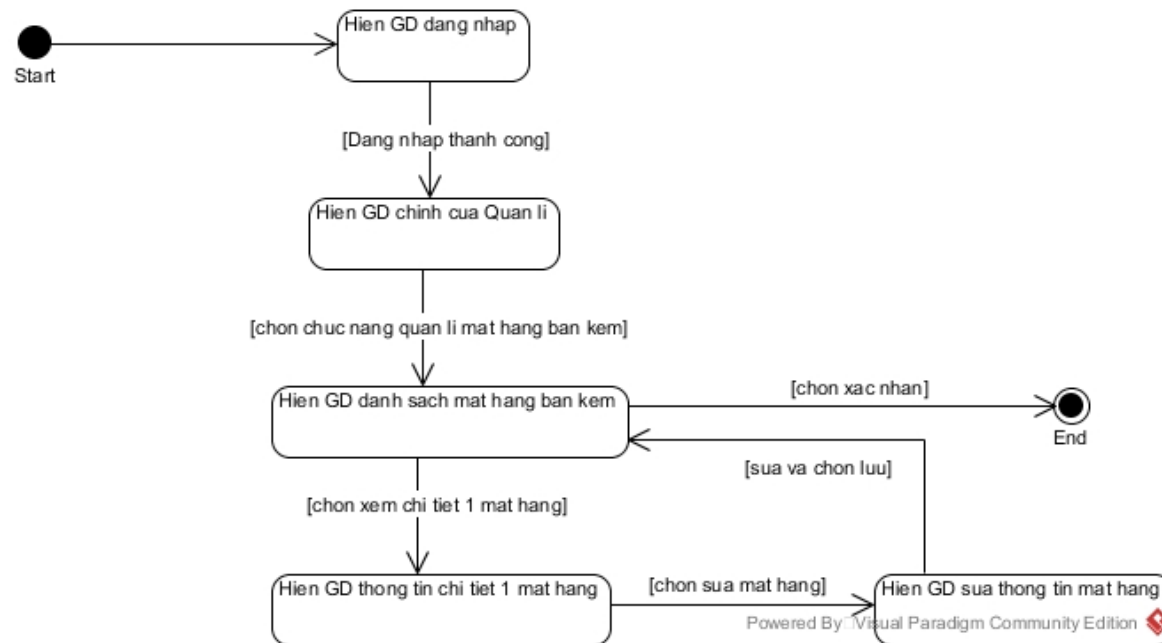 Hien GD dang nhap
Start
[Dang nhap thanh cong]
Hien GD chinh cua Quan li
[chon chuc nang quan li mat hang ban kem]
Hien GD danh sach mat hang ban kem
[chon xac nhan]
End
[sua va chon luu]
[chon xem chi tiet 1 mat hang]
Hien GD thong tin chi tiet 1 mat hang
[chon sua mat hang]
Hien GD sua thong tin mat hang
Powered By Visual Paradigm Community Edition